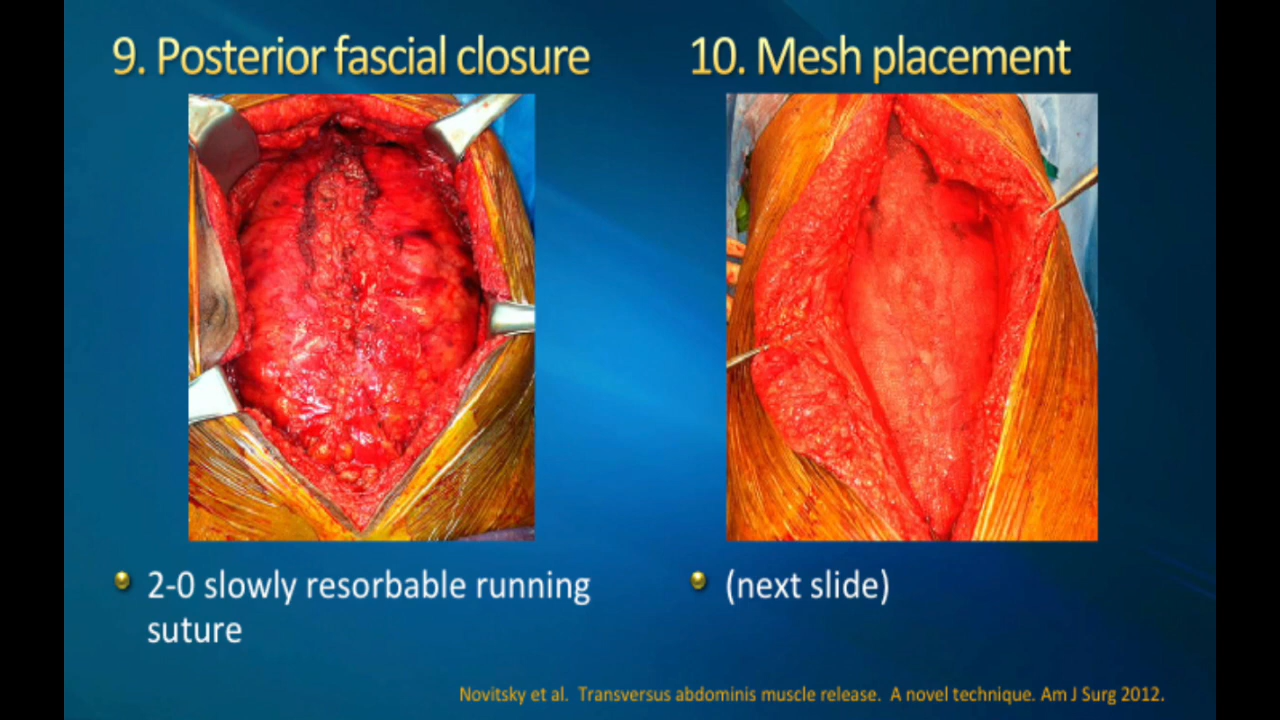 9. Posterior fascial closure
2-0 slowly resorbable running
suture
10. Mesh placement
(next slide)
Novitsky et al. Transversus abdominis muscle release. A novel technique. Am J Surg 2012.